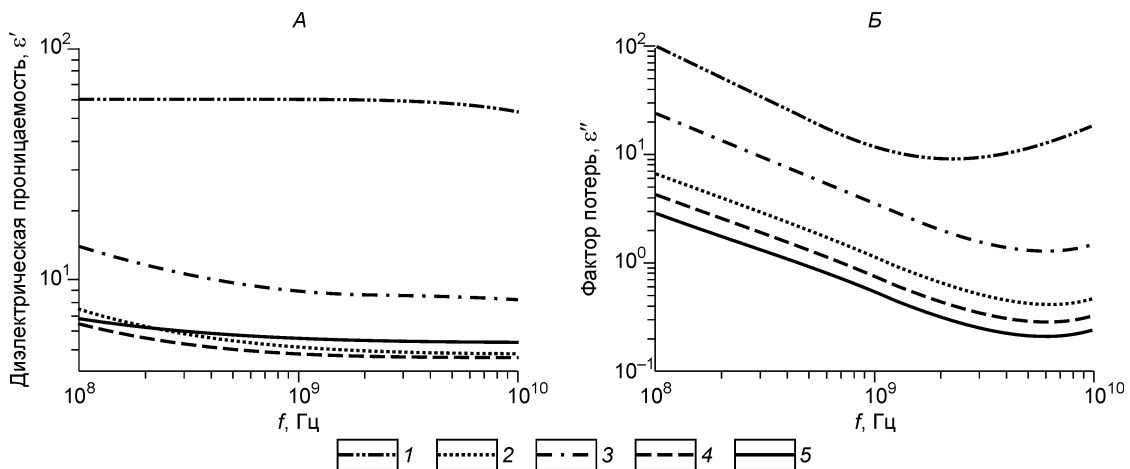 А
Б
Диэлектрическая проницаемость, ε′
10²
10¹
10⁸
10⁹
10¹⁰
f, Гц
Фактор потерь, ε″
10²
10¹
10⁰
10⁻¹
10⁸
10⁹
10¹⁰
f, Гц
1 2 3 4 5